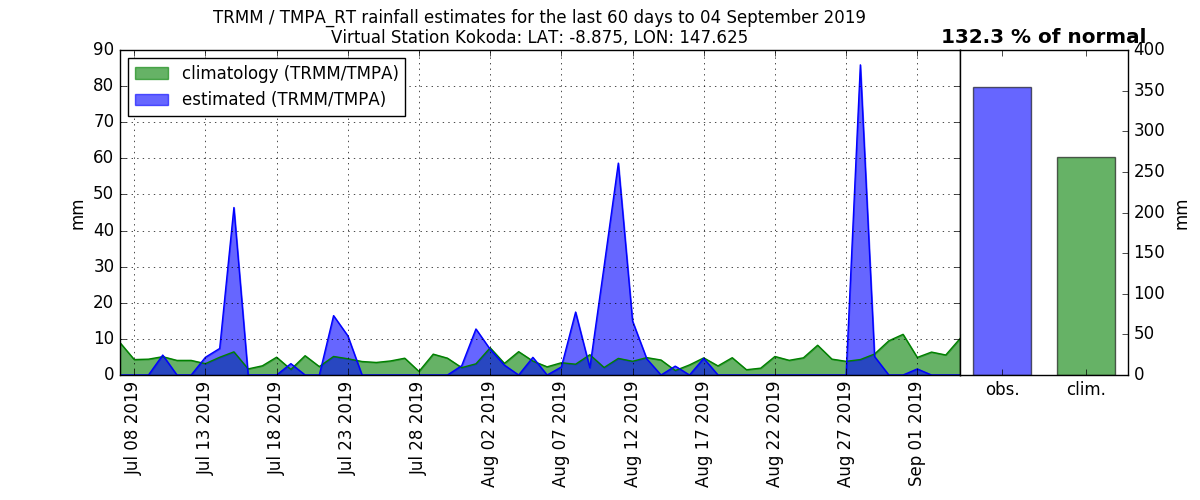 TRMM / TMPA_RT rainfall estimates for the last 60 days to 04 September 2019
Virtual Station Kokoda: LAT: -8.875, LON: 147.625
132.3 % of normal
climatology (TRMM/TMPA)
estimated (TRMM/TMPA)
90
80
70
60
50
40
30
20
10
0
mm
Jul 08 2019
Jul 13 2019
Jul 18 2019
Jul 23 2019
Jul 28 2019
Aug 02 2019
Aug 07 2019
Aug 12 2019
Aug 17 2019
Aug 22 2019
Aug 27 2019
Sep 01 2019
400
350
300
250
200
150
100
50
0
mm
obs.
clim.